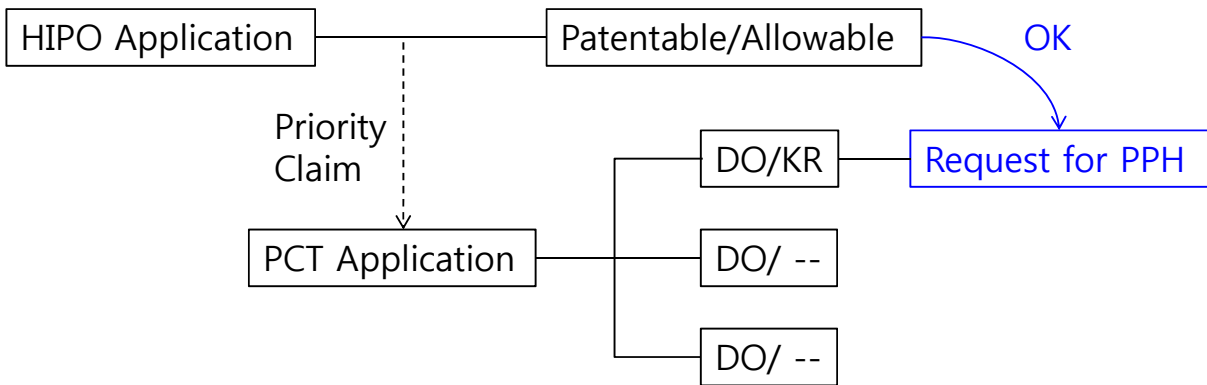 HIPO Application
Patentable/Allowable
OK
Priority
Claim
DO/KR
Request for PPH
PCT Application
DO/ --
DO/ --